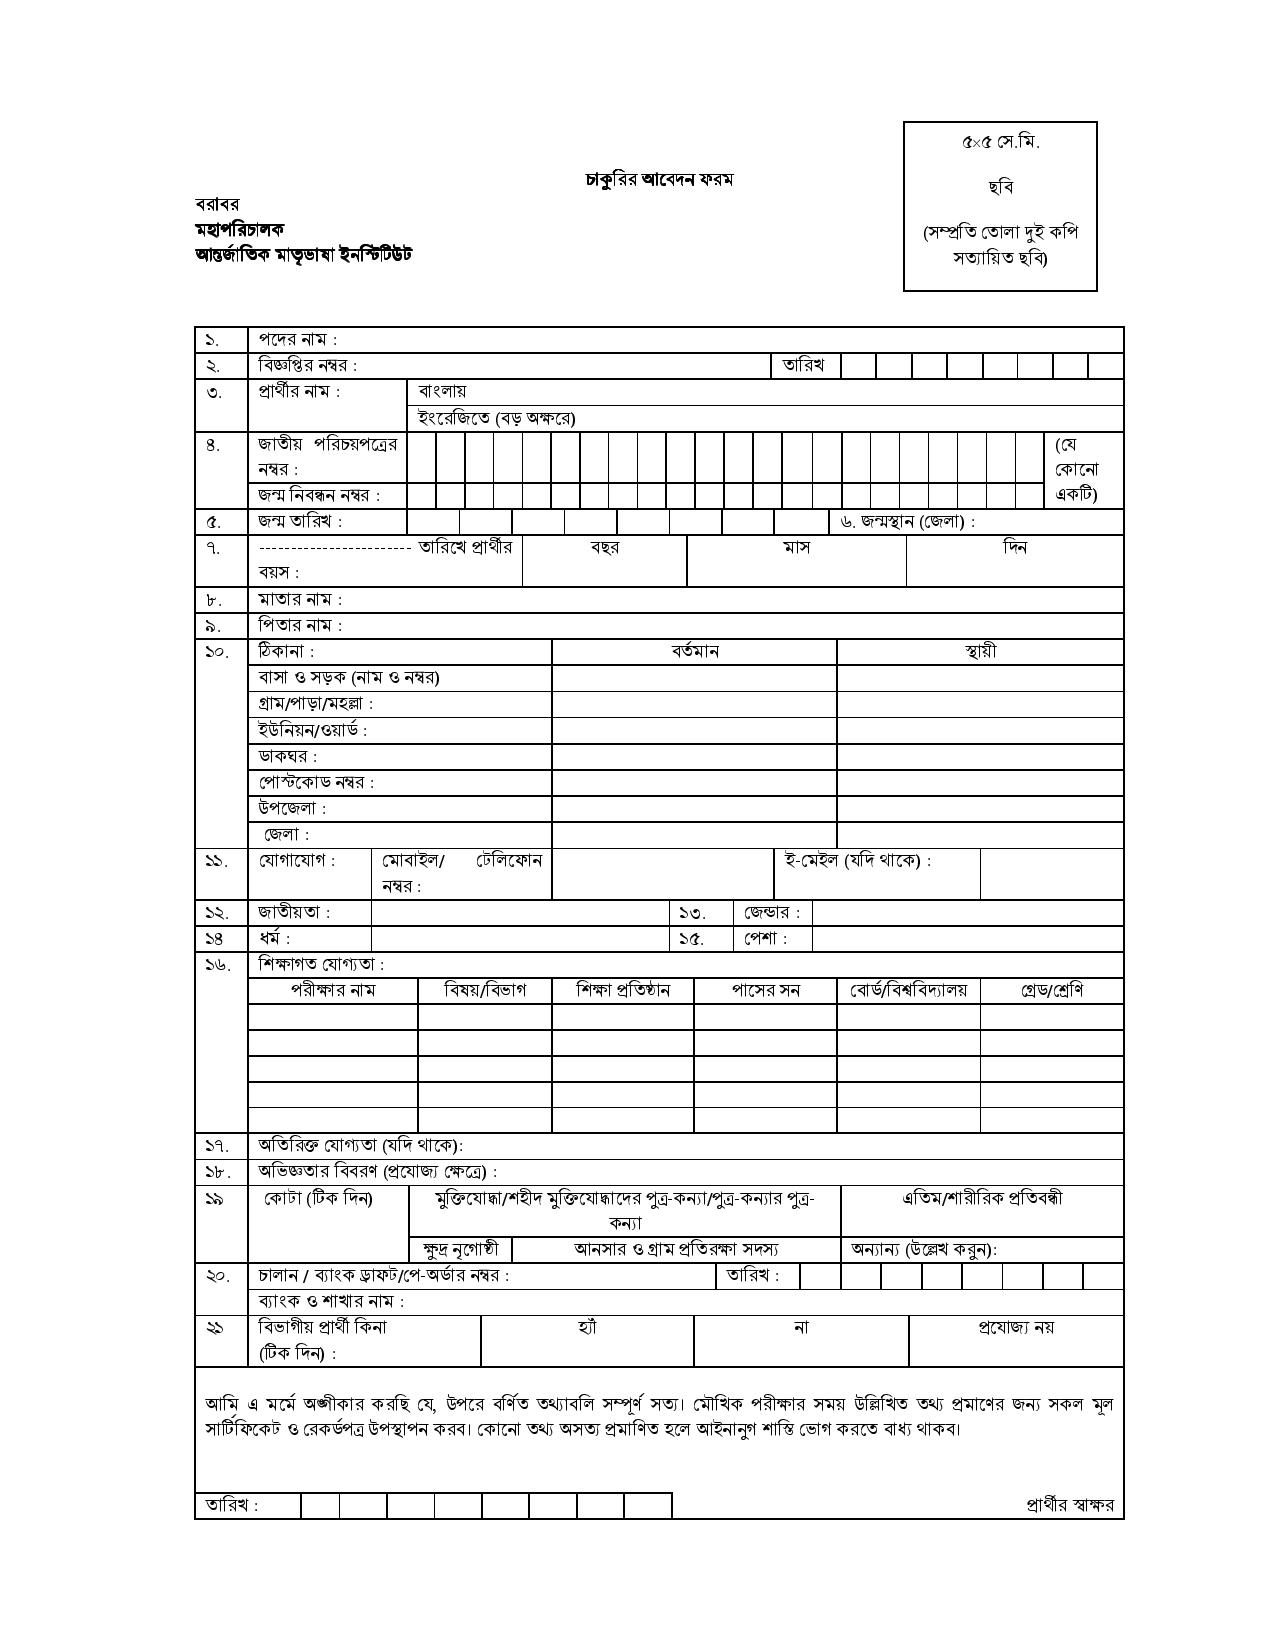 ৫×৫ সে.মি.
ছবি
(সম্প্রতি তোলা দুই কপি
সত্যায়িত ছবি)
চাকুরির আবেদন ফরম
বরাবর
মহাপরিচালক
আন্তর্জাতিক মাতৃভাষা ইনস্টিটিউট
১. পদের নাম :
২. বিজ্ঞপ্তির নম্বর : তারিখ
৩. প্রার্থীর নাম : বাংলায়
ইংরেজিতে (বড় অক্ষরে)
৪. জাতীয় পরিচয়পত্রের (যে
নম্বর : কোনো
জন্ম নিবন্ধন নম্বর : একটি)
৫. জন্ম তারিখ : ৬. জন্মস্থান (জেলা) :
৭. ------------------------ তারিখে প্রার্থীর বছর মাস দিন
বয়স :
৮. মাতার নাম :
৯. পিতার নাম :
১০. ঠিকানা : বর্তমান স্থায়ী
বাসা ও সড়ক (নাম ও নম্বর)
গ্রাম/পাড়া/মহল্লা :
ইউনিয়ন/ওয়ার্ড :
ডাকঘর :
পোস্টকোড নম্বর :
উপজেলা :
জেলা :
১১. যোগাযোগ : মোবাইল/ টেলিফোন ই-মেইল (যদি থাকে) :
নম্বর :
১২. জাতীয়তা : ১৩. জেন্ডার :
১৪ ধর্ম : ১৫. পেশা :
১৬. শিক্ষাগত যোগ্যতা :
পরীক্ষার নাম বিষয়/বিভাগ শিক্ষা প্রতিষ্ঠান পাসের সন বোর্ড/বিশ্ববিদ্যালয় গ্রেড/শ্রেণি
১৭. অতিরিক্ত যোগ্যতা (যদি থাকে):
১৮. অভিজ্ঞতার বিবরণ (প্রযোজ্য ক্ষেত্রে) :
১৯ কোটা (টিক দিন) মুক্তিযোদ্ধা/শহীদ মুক্তিযোদ্ধাদের পুত্র-কন্যা/পুত্র-কন্যার পুত্র- এতিম/শারীরিক প্রতিবন্ধী
কন্যা
ক্ষুদ্র নৃগোষ্ঠী আনসার ও গ্রাম প্রতিরক্ষা সদস্য অন্যান্য (উল্লেখ করুন):
২০. চালান / ব্যাংক ড্রাফট/পে-অর্ডার নম্বর : তারিখ :
ব্যাংক ও শাখার নাম :
২১ বিভাগীয় প্রার্থী কিনা হ্যাঁ না প্রযোজ্য নয়
(টিক দিন) :
আমি এ মর্মে অঙ্গীকার করছি যে, উপরে বর্ণিত তথ্যাবলি সম্পূর্ণ সত্য। মৌখিক পরীক্ষার সময় উল্লিখিত তথ্য প্রমাণের জন্য সকল মূল
সার্টিফিকেট ও রেকর্ডপত্র উপস্থাপন করব। কোনো তথ্য অসত্য প্রমাণিত হলে আইনানুগ শাস্তি ভোগ করতে বাধ্য থাকব।
তারিখ : প্রার্থীর স্বাক্ষর